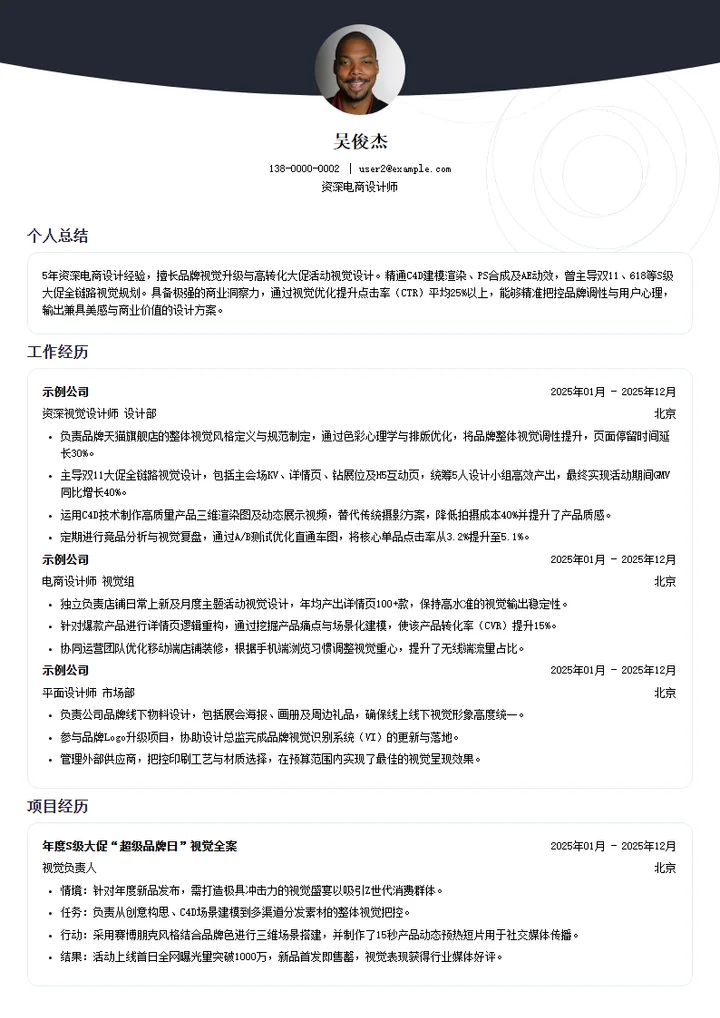 吴俊杰
138-0000-0002 | user2@example.com
资深电商设计师
个人总结
5年资深电商设计经验，擅长品牌视觉升级与高转化大促活动视觉设计。精通C4D建模渲染、PS合成及AE动效，曾主导双11、618等S级
大促全链路视觉规划。具备极强的商业洞察力，通过视觉优化提升点击率（CTR）平均25%以上，能够精准把控品牌调性与用户心理，
输出兼具美感与商业价值的设计方案。
工作经历
示例公司 2025年01月 - 2025年12月
资深视觉设计师 设计部 北京
• 负责品牌天猫旗舰店的整体视觉风格定义与规范制定，通过色彩心理学与排版优化，将品牌整体视觉调性提升，页面停留时间延
长30%。
• 主导双11大促全链路视觉设计，包括主会场KV、详情页、钻展位及H5互动页，统筹5人设计小组高效产出，最终实现活动期间GMV
同比增长40%。
• 运用C4D技术制作高质量产品三维渲染图及动态展示视频，替代传统摄影方案，降低拍摄成本40%并提升了产品质感。
• 定期进行竞品分析与视觉复盘，通过A/B测试优化直通车图，将核心单品点击率从3.2%提升至5.1%。
示例公司 2025年01月 - 2025年12月
电商设计师 视觉组 北京
• 独立负责店铺日常上新及月度主题活动视觉设计，年均产出详情页100+款，保持高水准的视觉输出稳定性。
• 针对爆款产品进行详情页逻辑重构，通过挖掘产品痛点与场景化建模，使该产品转化率（CVR）提升15%。
• 协同运营团队优化移动端店铺装修，根据手机端浏览习惯调整视觉重心，提升了无线端流量占比。
示例公司 2025年01月 - 2025年12月
平面设计师 市场部 北京
• 负责公司品牌线下物料设计，包括展会海报、画册及周边礼品，确保线上线下视觉形象高度统一。
• 参与品牌Logo升级项目，协助设计总监完成品牌视觉识别系统（VI）的更新与落地。
• 管理外部供应商，把控印刷工艺与材质选择，在预算范围内实现了最佳的视觉呈现效果。
项目经历
年度S级大促“超级品牌日”视觉全案 2025年01月 - 2025年12月
视觉负责人 北京
• 情境：针对年度新品发布，需打造极具冲击力的视觉盛宴以吸引Z世代消费群体。
• 任务：负责从创意构思、C4D场景建模到多渠道分发素材的整体视觉把控。
• 行动：采用赛博朋克风格结合品牌色进行三维场景搭建，并制作了15秒产品动态预热短片用于社交媒体传播。
• 结果：活动上线首日全网曝光量突破1000万，新品首发即售罄，视觉表现获得行业媒体好评。